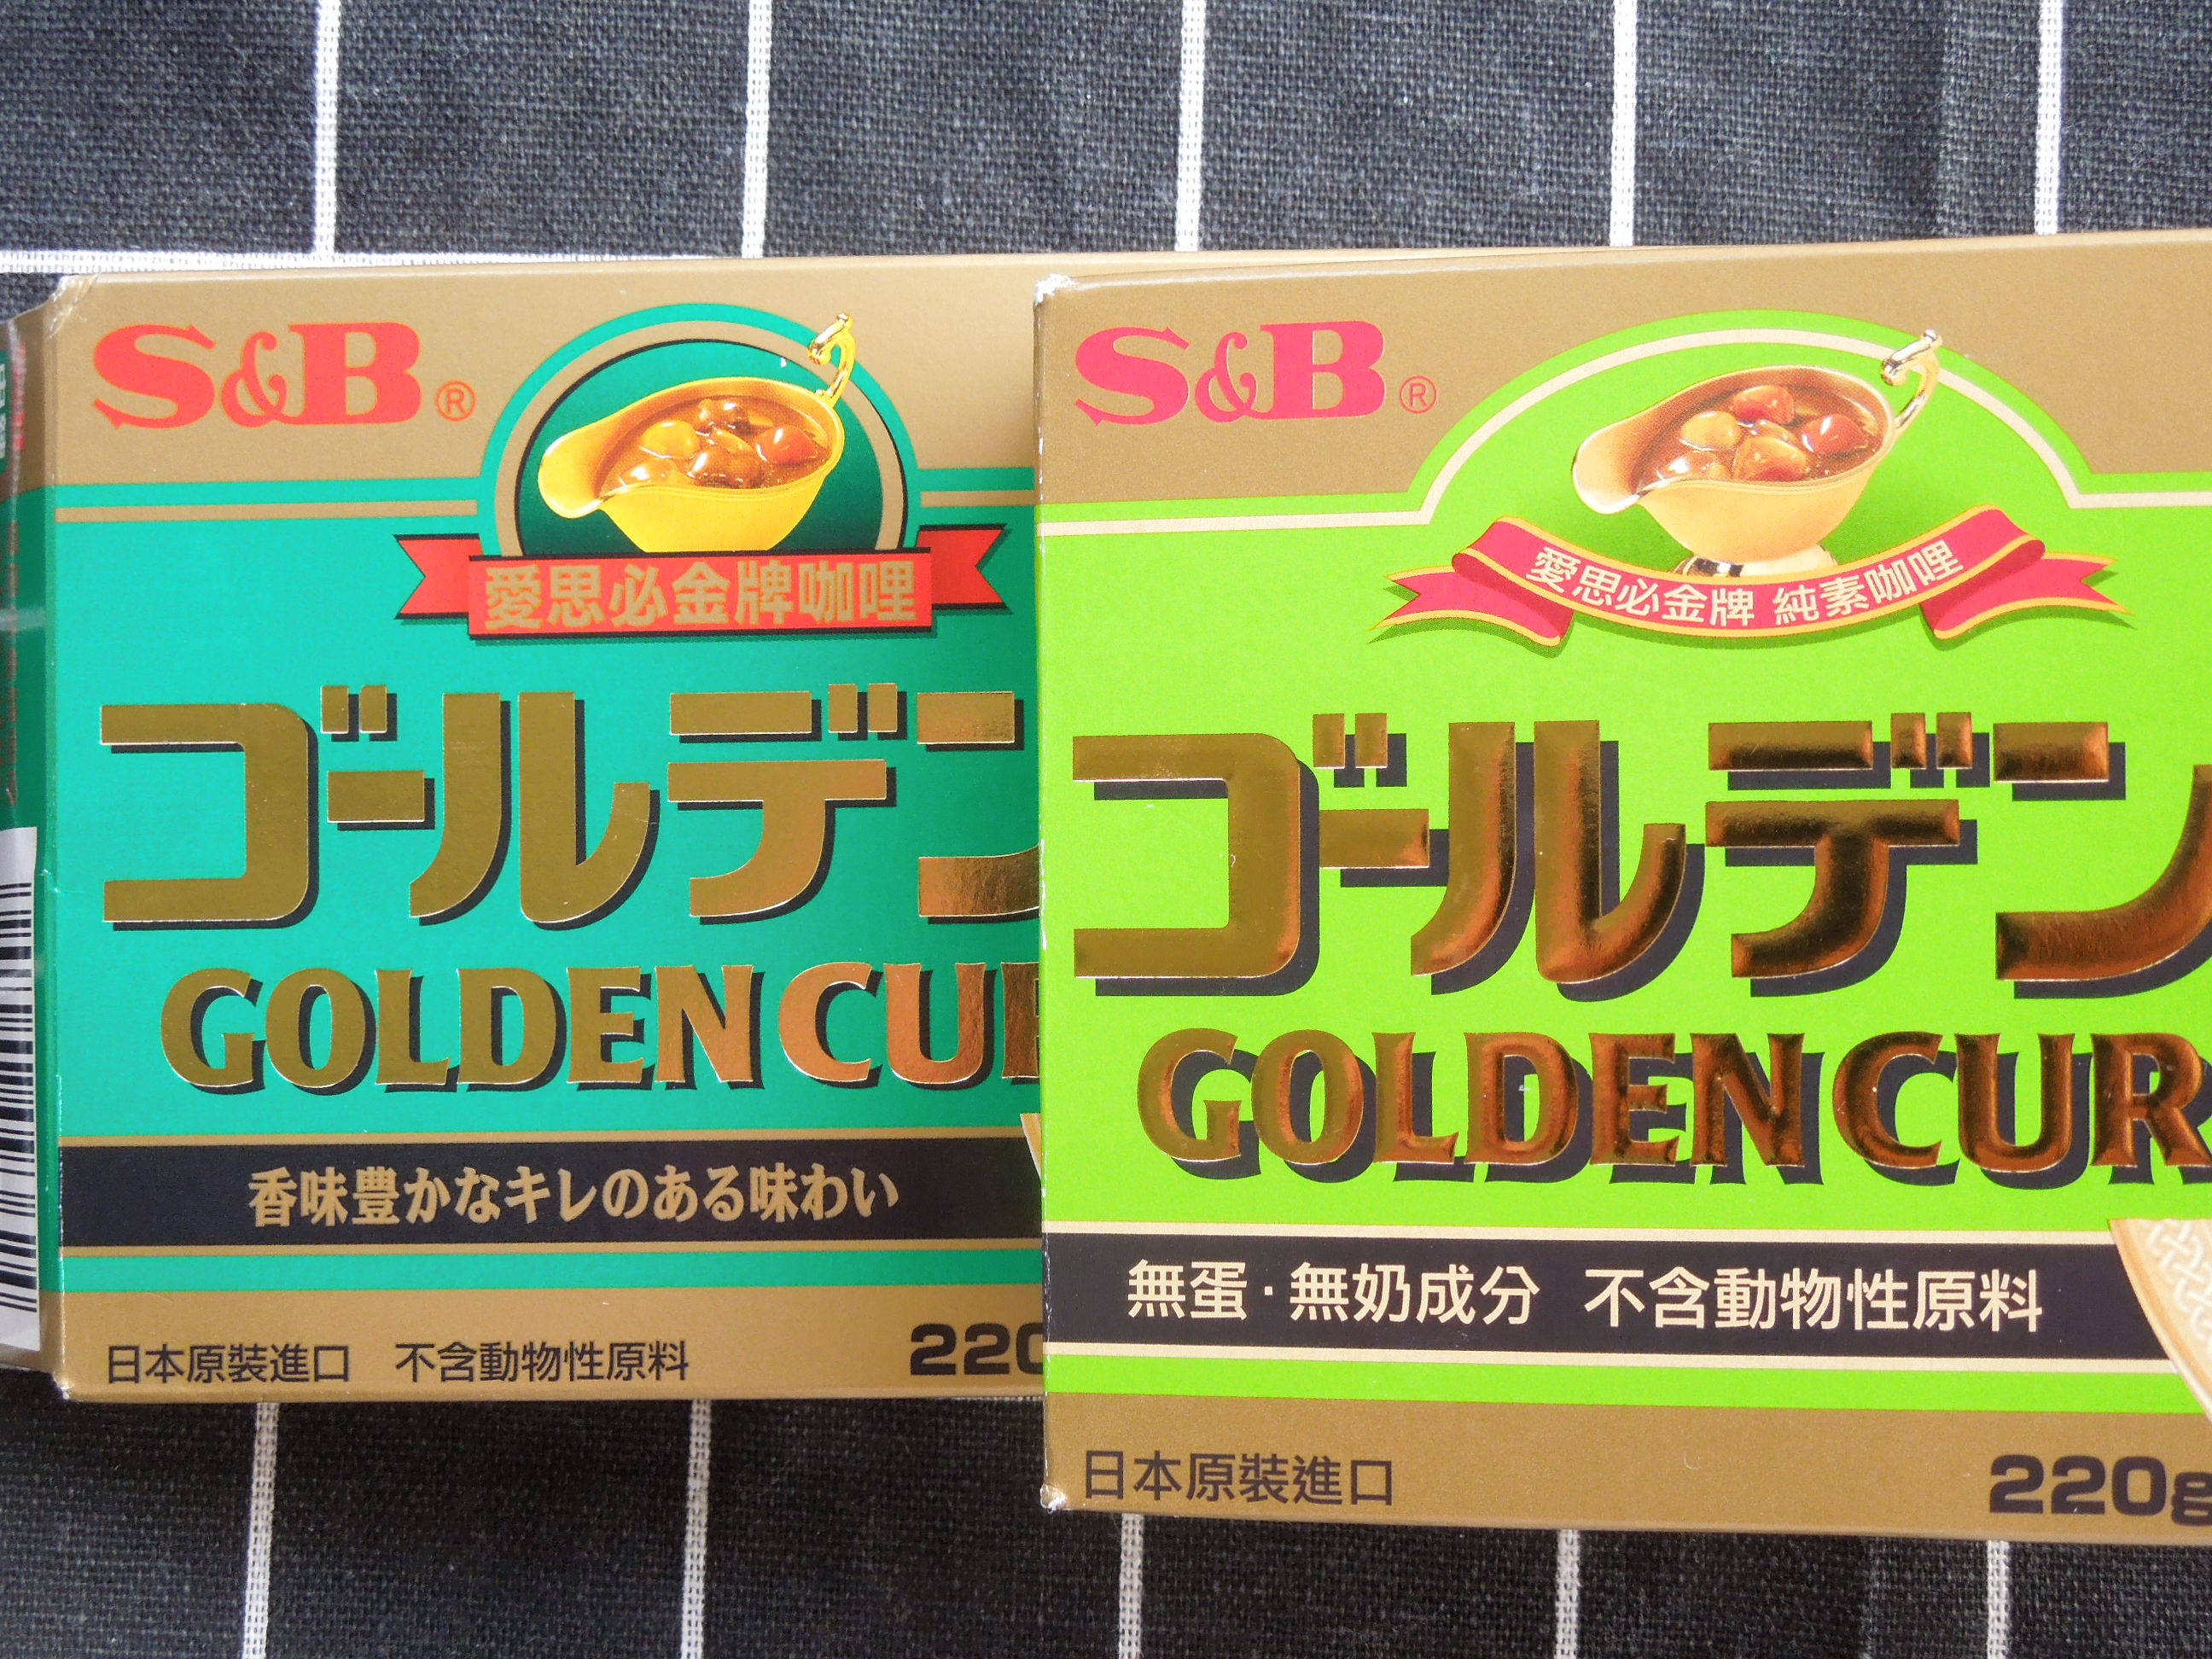 S&B®
愛思必金牌咖哩
ゴールデン
GOLDEN CU
香味豊かなキレのある味わい
日本原裝進口 不含動物性原料
220
S&B®
愛思必金牌 純素咖哩
ゴールデン
GOLDEN CUR
無蛋·無奶成分 不含動物性原料
日本原裝進口
220g